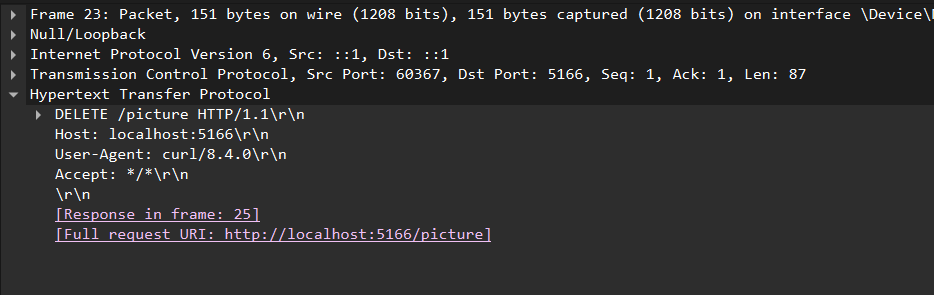 Frame 23: Packet, 151 bytes on wire (1208 bits), 151 bytes captured (1208 bits) on interface \Device\
Null/Loopback
Internet Protocol Version 6, Src: ::1, Dst: ::1
Transmission Control Protocol, Src Port: 60367, Dst Port: 5166, Seq: 1, Ack: 1, Len: 87
Hypertext Transfer Protocol
DELETE /picture HTTP/1.1\r\n
Host: localhost:5166\r\n
User-Agent: curl/8.4.0\r\n
Accept: */*\r\n
\r\n
[Response in frame: 25]
[Full request URI: http://localhost:5166/picture]